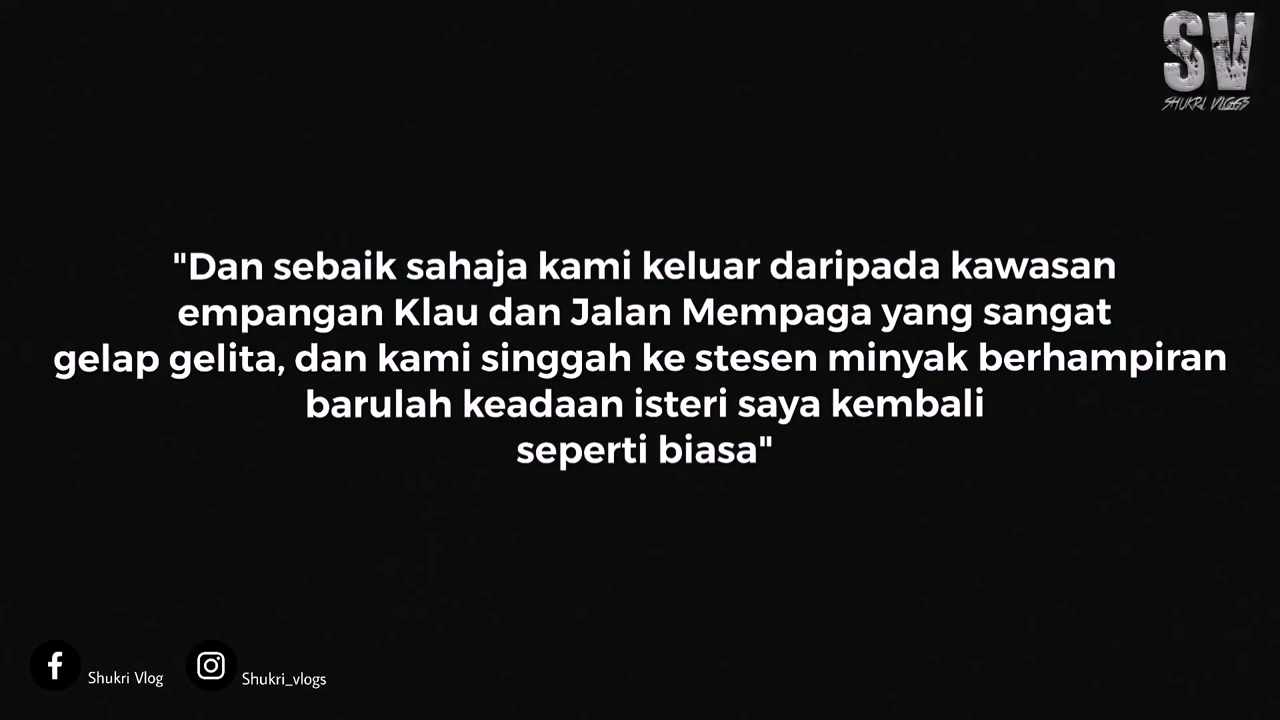 SV
SHUKRI VLOGS
"Dan sebaik sahaja kami keluar daripada kawasan
empangan Klau dan Jalan Mempaga yang sangat
gelap gelita, dan kami singgah ke stesen minyak berhampiran
barulah keadaan isteri saya kembali
seperti biasa"
Shukri Vlog
Shukri_vlogs